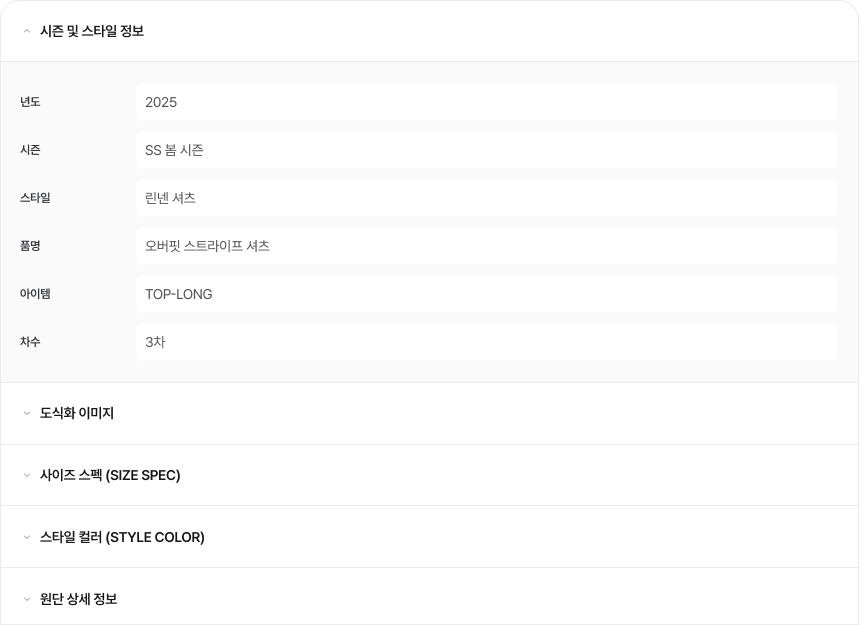 시즌 및 스타일 정보
년도 2025
시즌 SS 봄 시즌
스타일 린넨 셔츠
품명 오버핏 스트라이프 셔츠
아이템 TOP-LONG
차수 3차
도식화 이미지
사이즈 스펙 (SIZE SPEC)
스타일 컬러 (STYLE COLOR)
원단 상세 정보